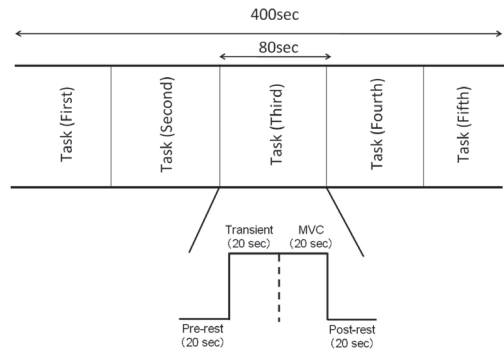 400sec
80sec
Task (First)
Task (Second)
Task (Third)
Task (Fourth)
Task (Fifth)
Transient
(20 sec)
MVC
(20 sec)
Pre-rest
(20 sec)
Post-rest
(20 sec)